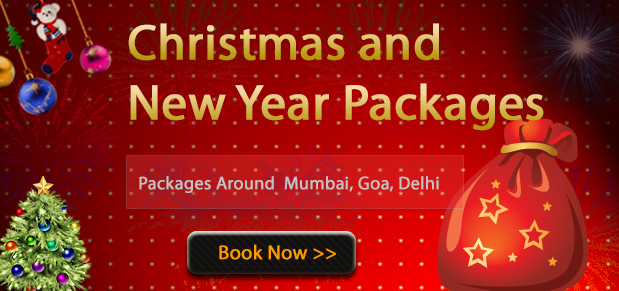 Christmas and
New Year Packages
Packages Around  Mumbai, Goa, Delhi
Book Now >>